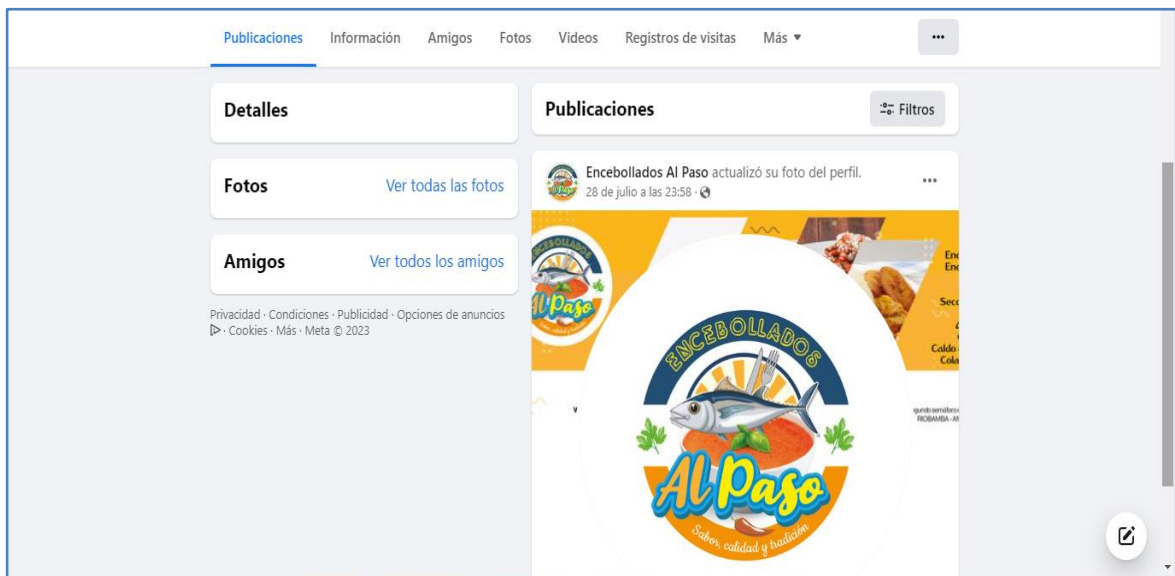 Publicaciones Información Amigos Fotos Videos Registros de visitas Más
Detalles
Fotos Ver todas las fotos
Amigos Ver todos los amigos
Privacidad · Condiciones · Publicidad · Opciones de anuncios
· Cookies · Más · Meta © 2023
Publicaciones Filtros
Encebollados Al Paso actualizó su foto del perfil.
28 de julio a las 23:58
ENCEBOLLADOS
Al Paso
Sabor, calidad y tradición
Caldo
ENCEBOLLADOS
Al Paso
Sabor, calidad y tradición